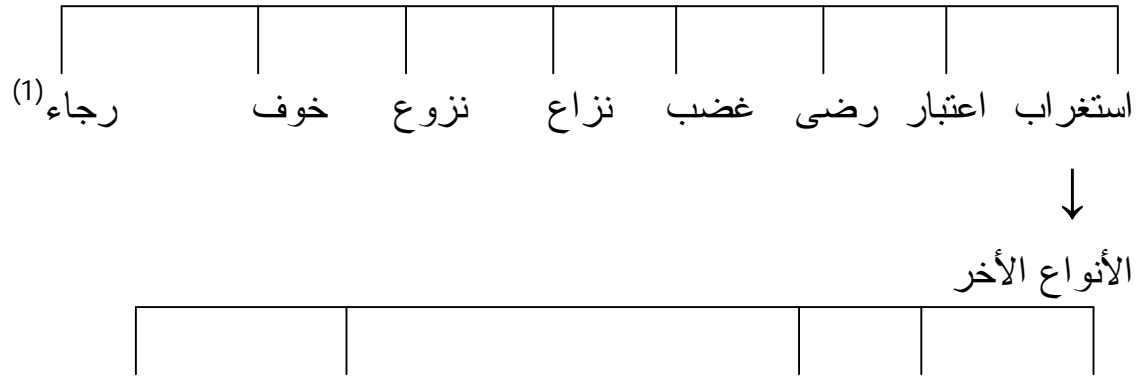 استغراب اعتبار رضى غضب نزاع نزوع خوف رجاء(1)
↓
الأنواع الأخر